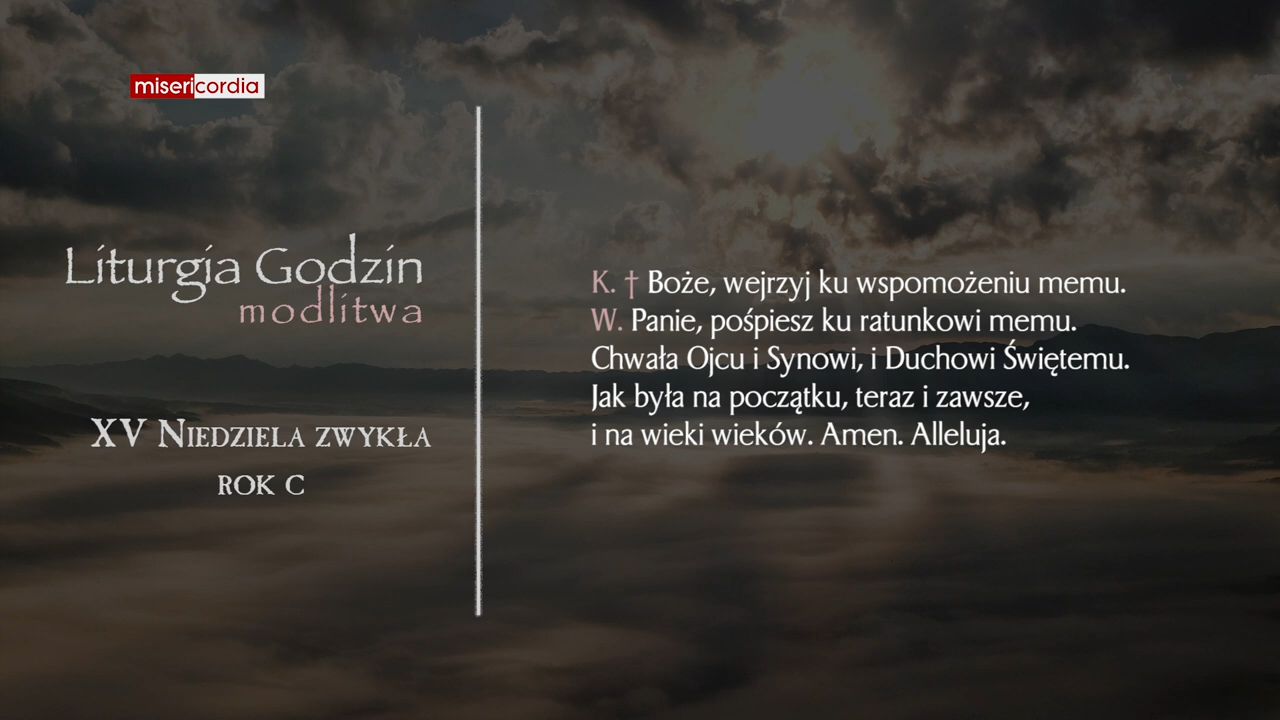 misericordia
Liturgia Godzin
modlitwa
XV Niedziela zwykła
rok C
K. † Boże, wejrzyj ku wspomożeniu memu.
W. Panie, pośpiesz ku ratunkowi memu.
Chwała Ojcu i Synowi, i Duchowi Świętemu.
Jak była na początku, teraz i zawsze,
i na wieki wieków. Amen. Alleluja.